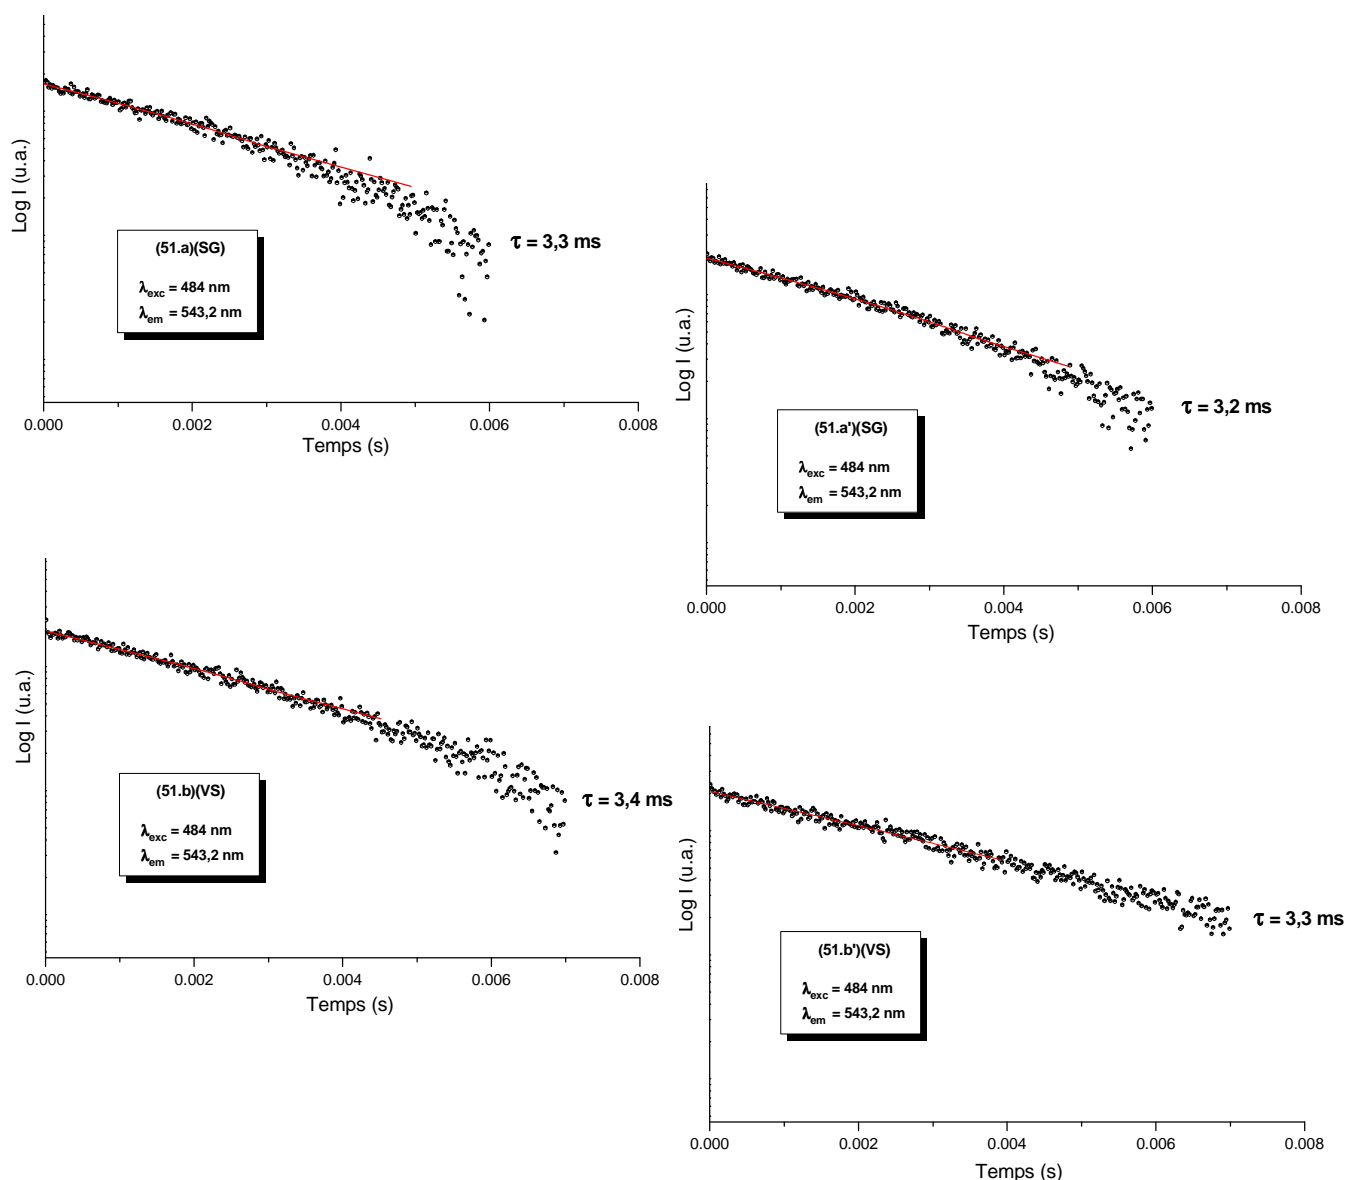 Log I (u.a.)
(51.a)(SG)
λexc = 484 nm
λem = 543,2 nm
τ = 3,3 ms
0.000 0.002 0.004 0.006 0.008
Temps (s)
Log I (u.a.)
(51.a')(SG)
λexc = 484 nm
λem = 543,2 nm
τ = 3,2 ms
0.000 0.002 0.004 0.006 0.008
Temps (s)
Log I (u.a.)
(51.b)(VS)
λexc = 484 nm
λem = 543,2 nm
τ = 3,4 ms
0.000 0.002 0.004 0.006 0.008
Temps (s)
Log I (u.a.)
(51.b')(VS)
λexc = 484 nm
λem = 543,2 nm
τ = 3,3 ms
0.000 0.002 0.004 0.006 0.008
Temps (s)